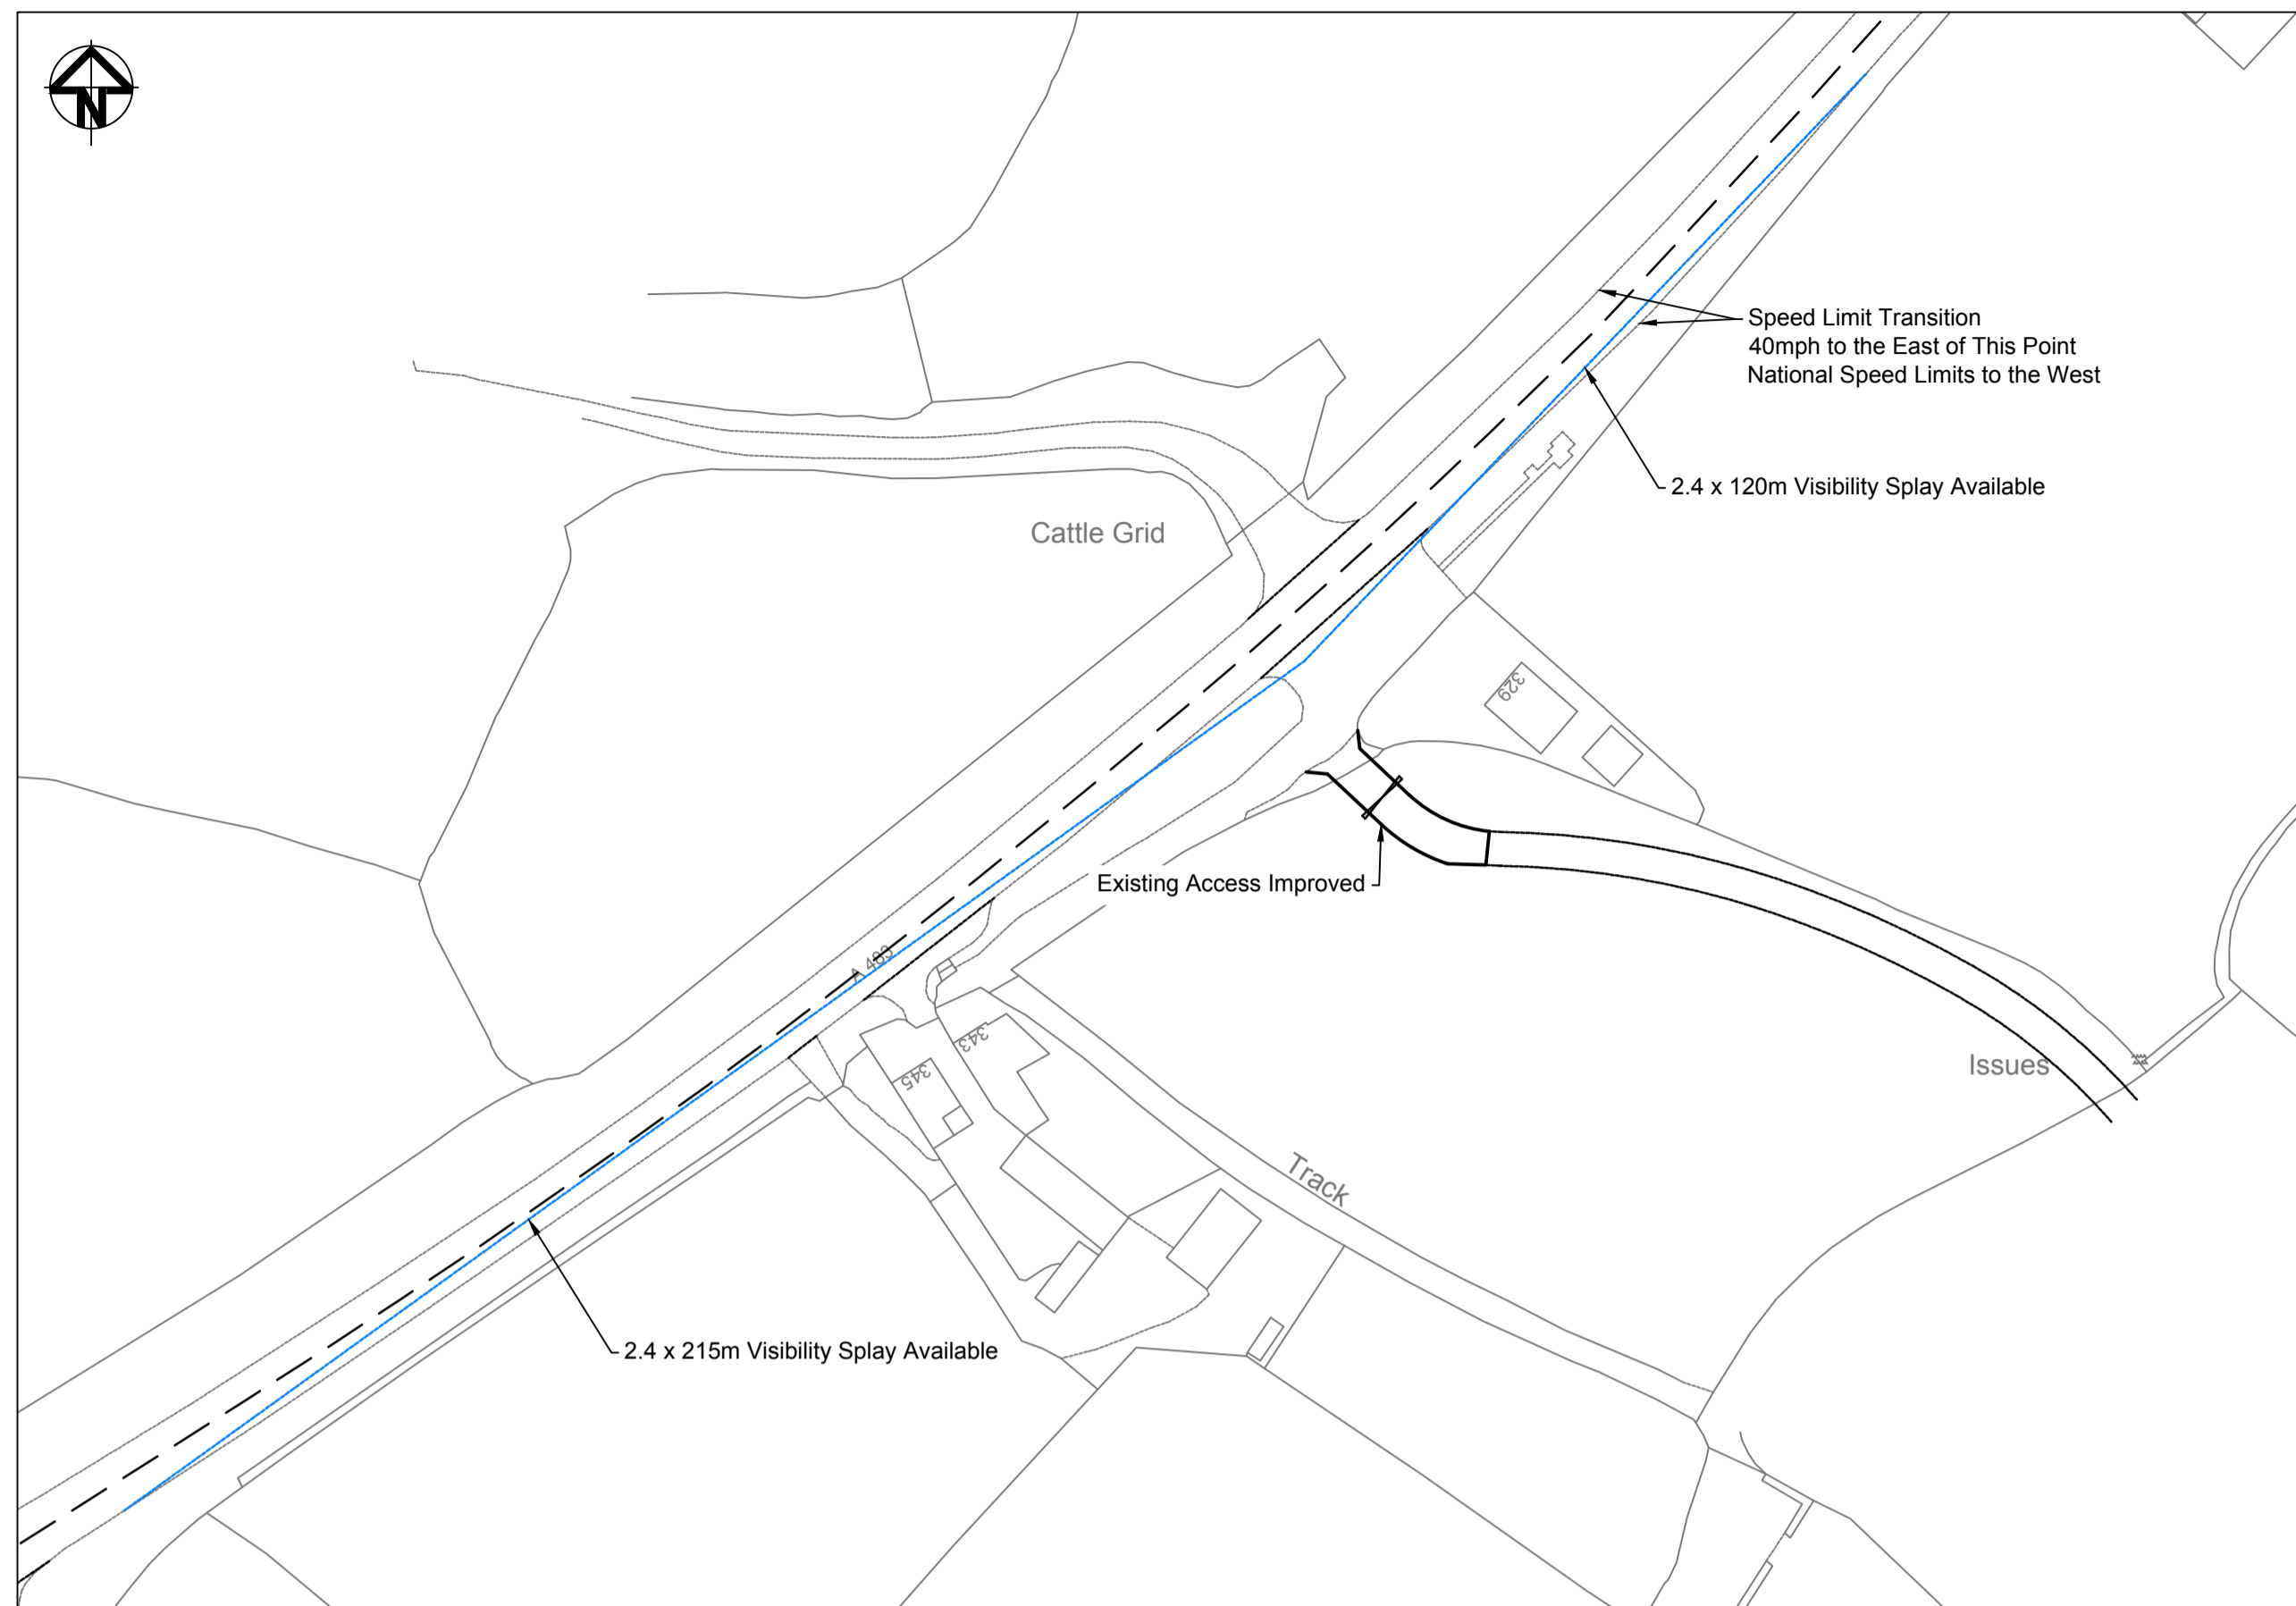 N
Speed Limit Transition
40mph to the East of This Point
National Speed Limits to the West
2.4 x 120m Visibility Splay Available
Cattle Grid
329
Existing Access Improved
A 483
343
345
Issues
Track
2.4 x 215m Visibility Splay Available